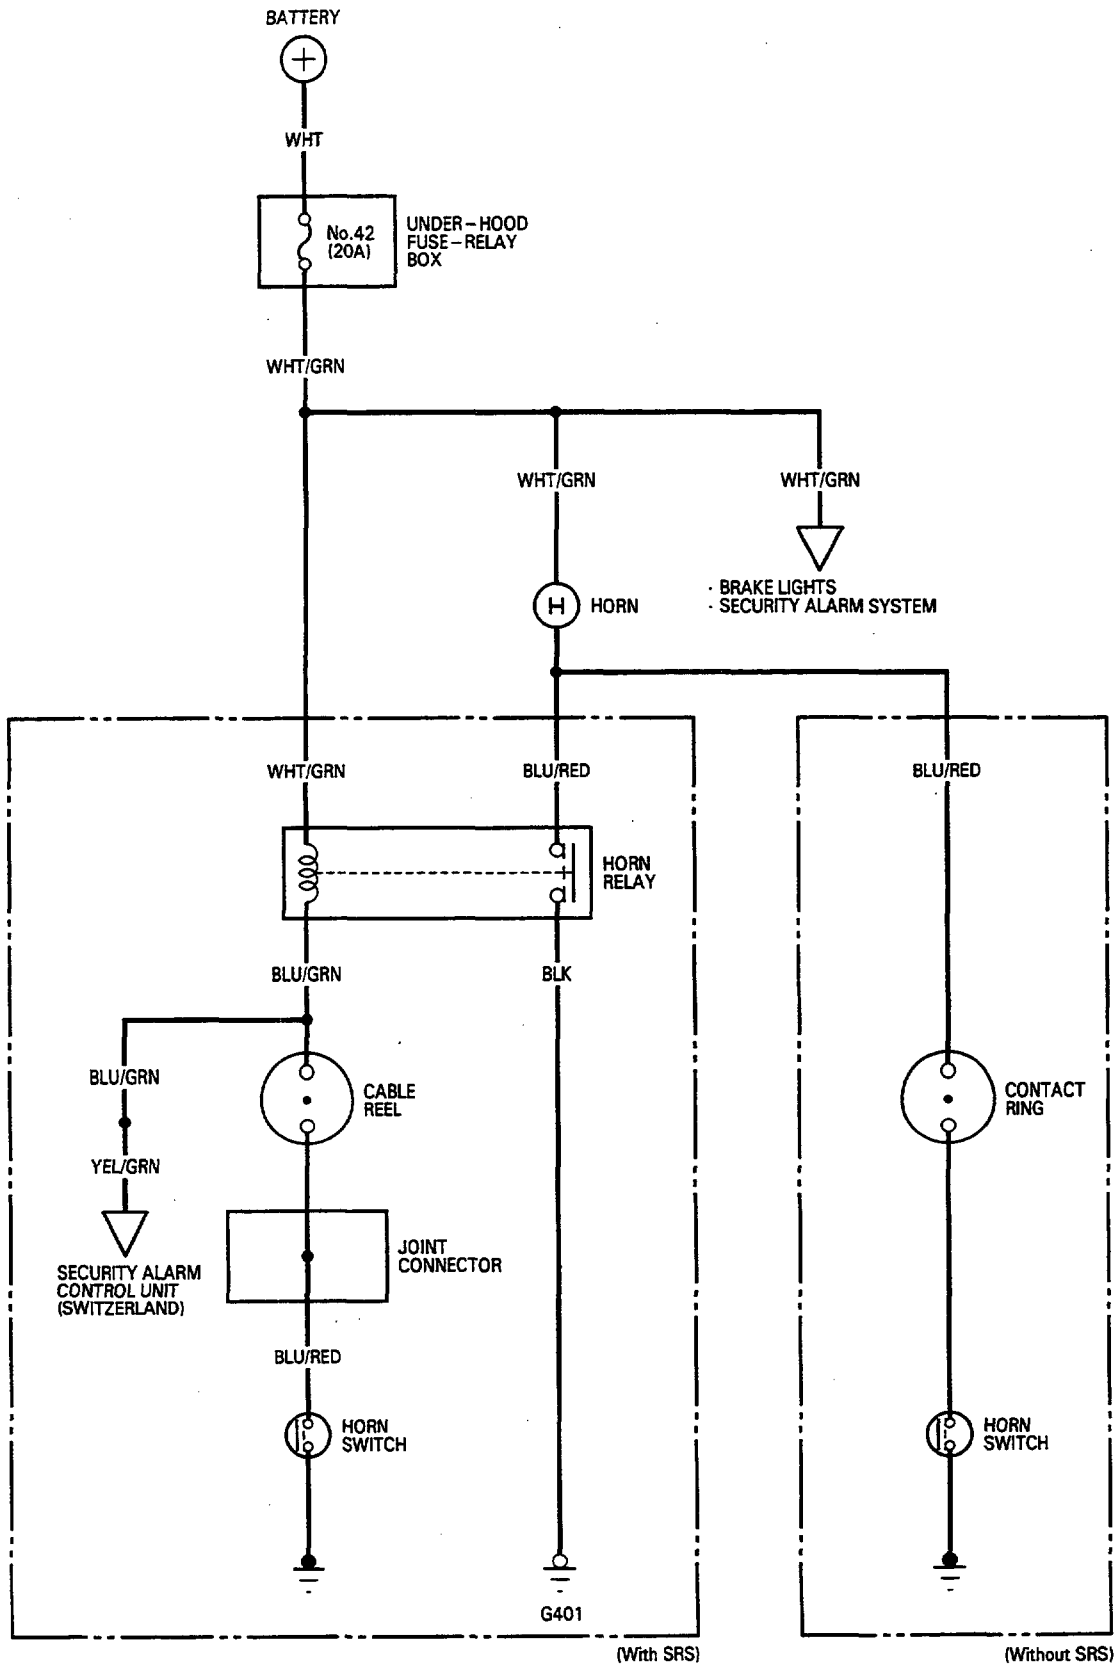 BATTERY
+
WHT
No.42
(20A)
UNDER-HOOD
FUSE-RELAY
BOX
WHT/GRN
WHT/GRN
WHT/GRN
H
HORN
· BRAKE LIGHTS
· SECURITY ALARM SYSTEM
WHT/GRN
BLU/RED
BLU/RED
HORN
RELAY
BLU/GRN
BLK
BLU/GRN
CABLE
REEL
CONTACT
RING
YEL/GRN
JOINT
CONNECTOR
SECURITY ALARM
CONTROL UNIT
(SWITZERLAND)
BLU/RED
HORN
SWITCH
HORN
SWITCH
G401
(With SRS)
(Without SRS)